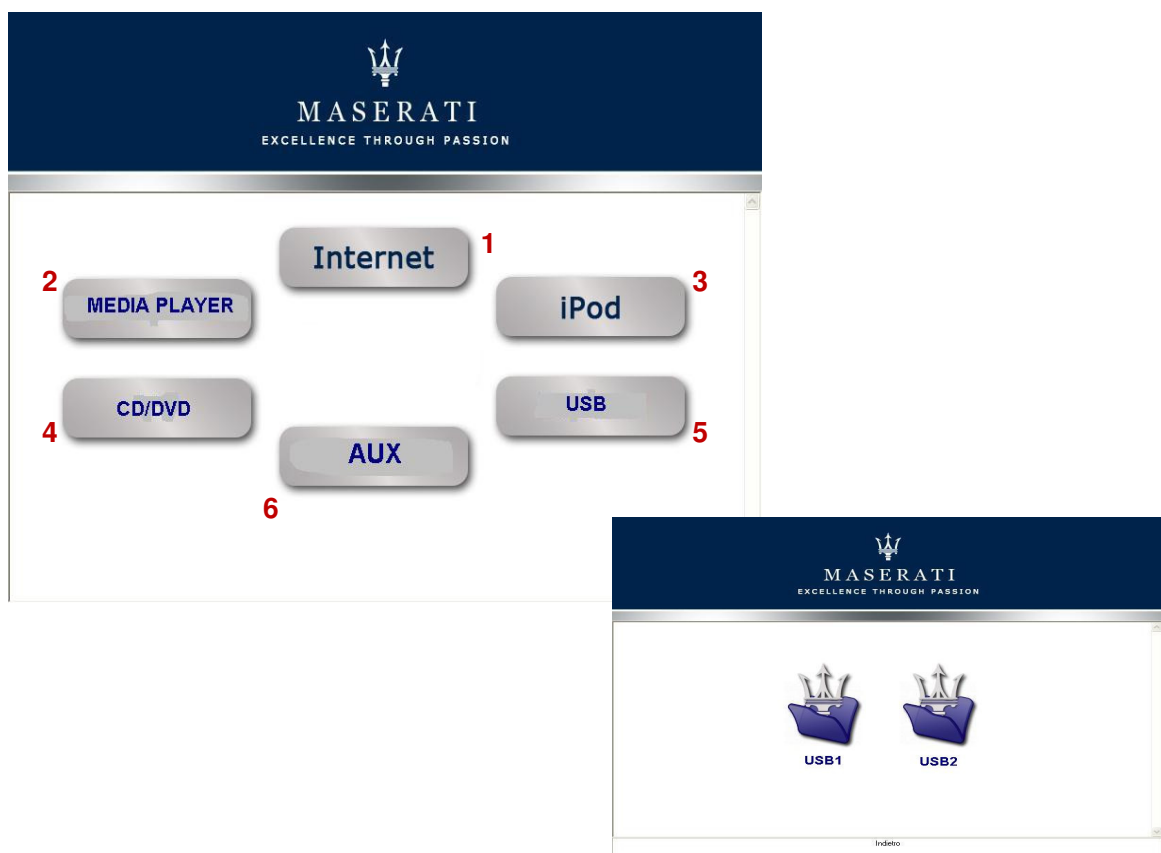 MASERATI
EXCELLENCE THROUGH PASSION
Internet
1
2
MEDIA PLAYER
iPod
3
CD/DVD
4
USB
5
AUX
6
MASERATI
EXCELLENCE THROUGH PASSION
USB1
USB2
Indietro